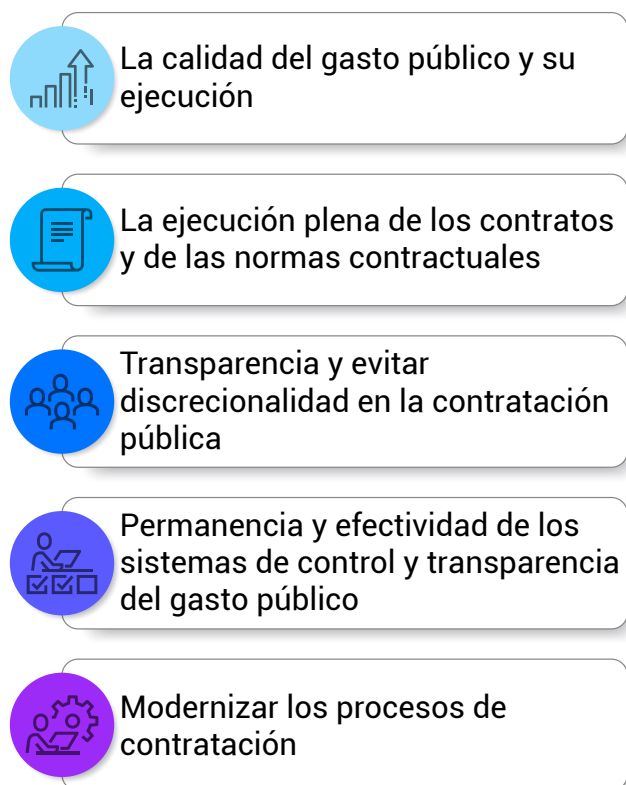 La calidad del gasto público y su
ejecución
La ejecución plena de los contratos
y de las normas contractuales
Transparencia y evitar
discrecionalidad en la contratación
pública
Permanencia y efectividad de los
sistemas de control y transparencia
del gasto público
Modernizar los procesos de
contratación